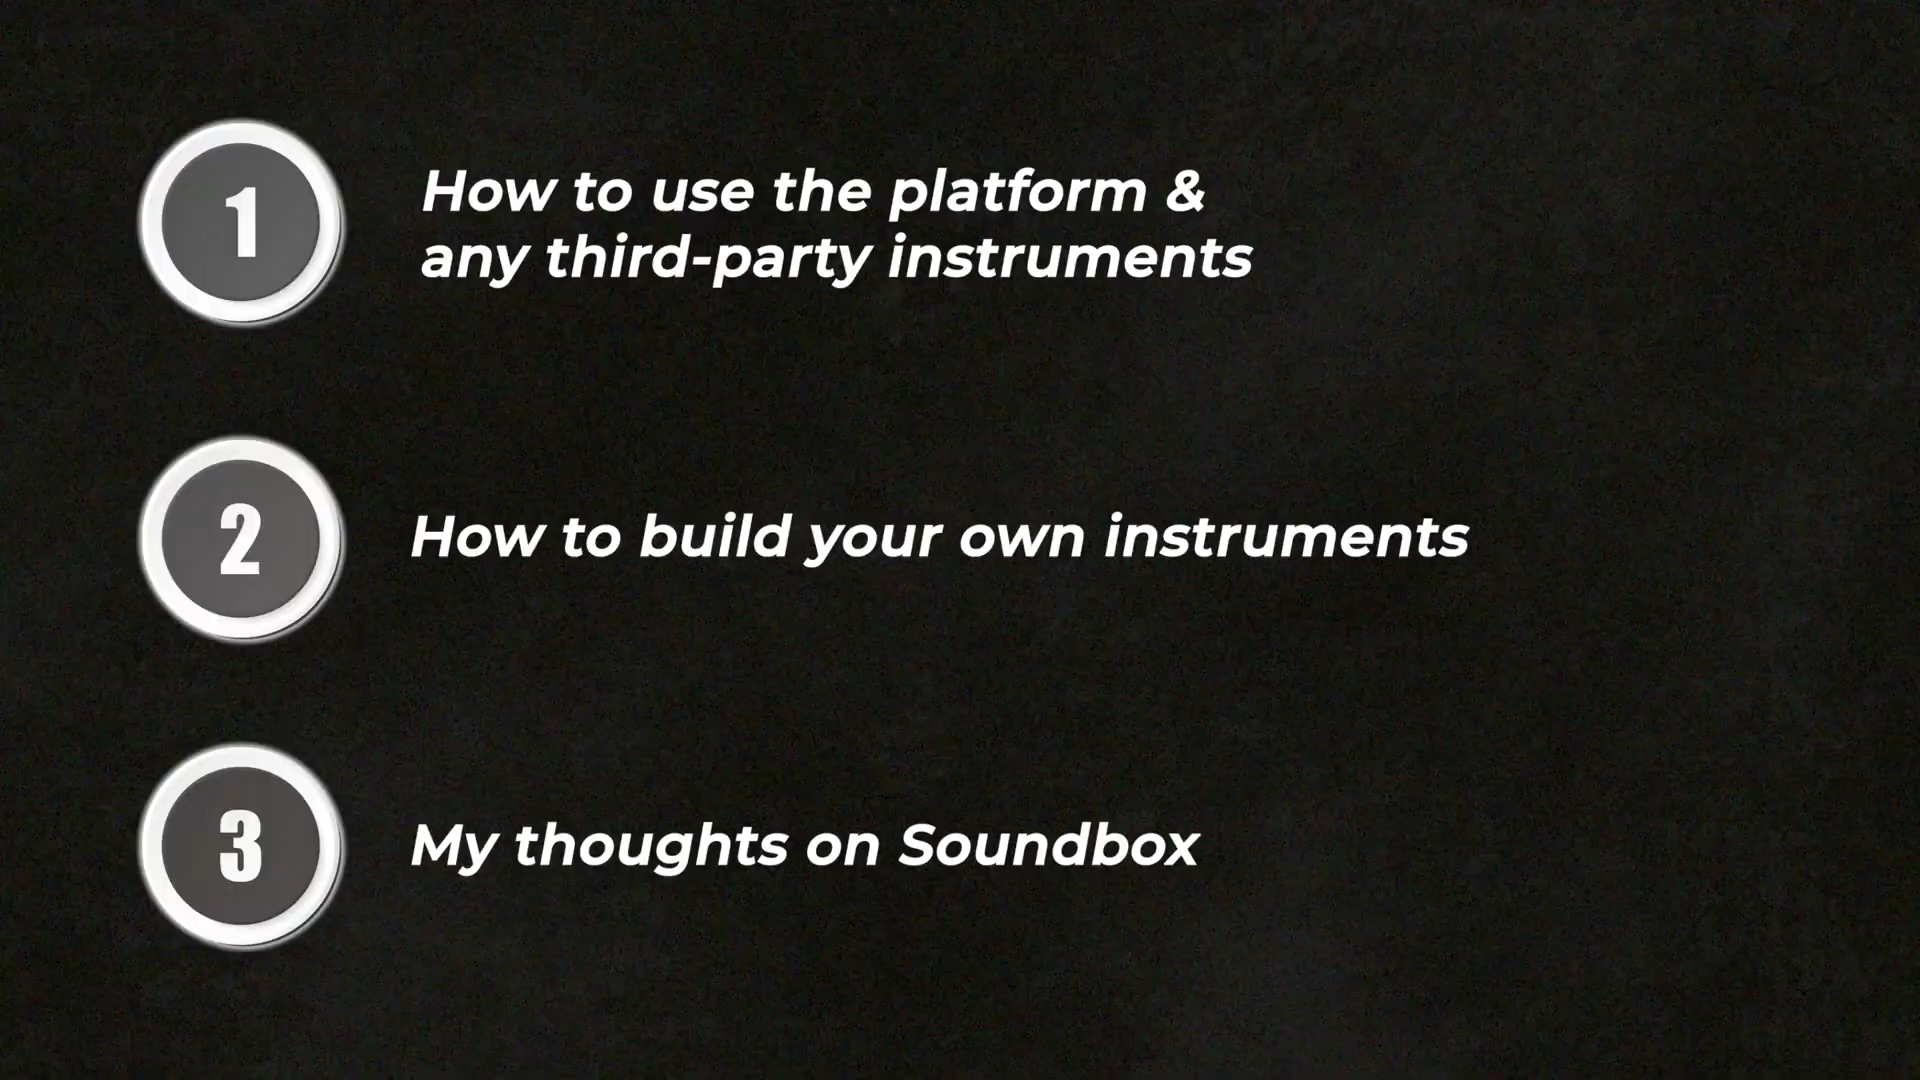 1
How to use the platform &
any third-party instruments
2
How to build your own instruments
3
My thoughts on Soundbox